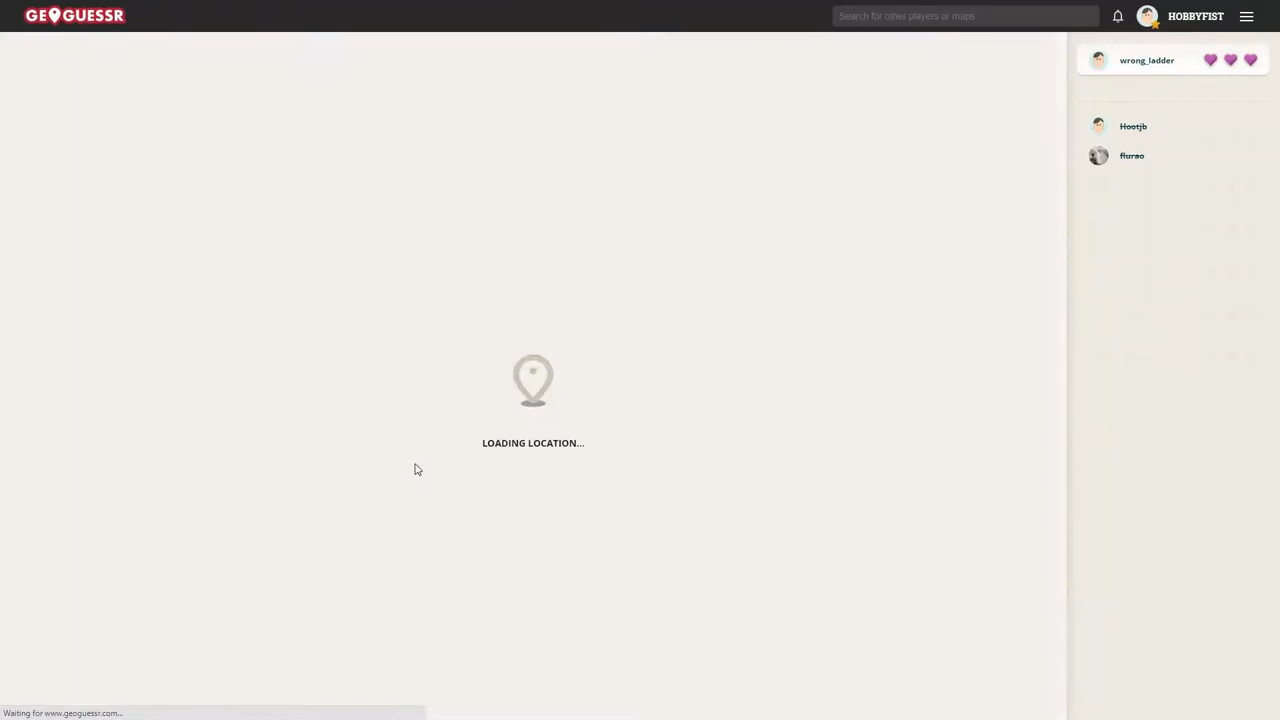 GEOGUESSR
Search for other players or maps
HOBBYFIST
wrong_ladder
Hootjb
flurao
LOADING LOCATION...
Waiting for www.geoguessr.com...